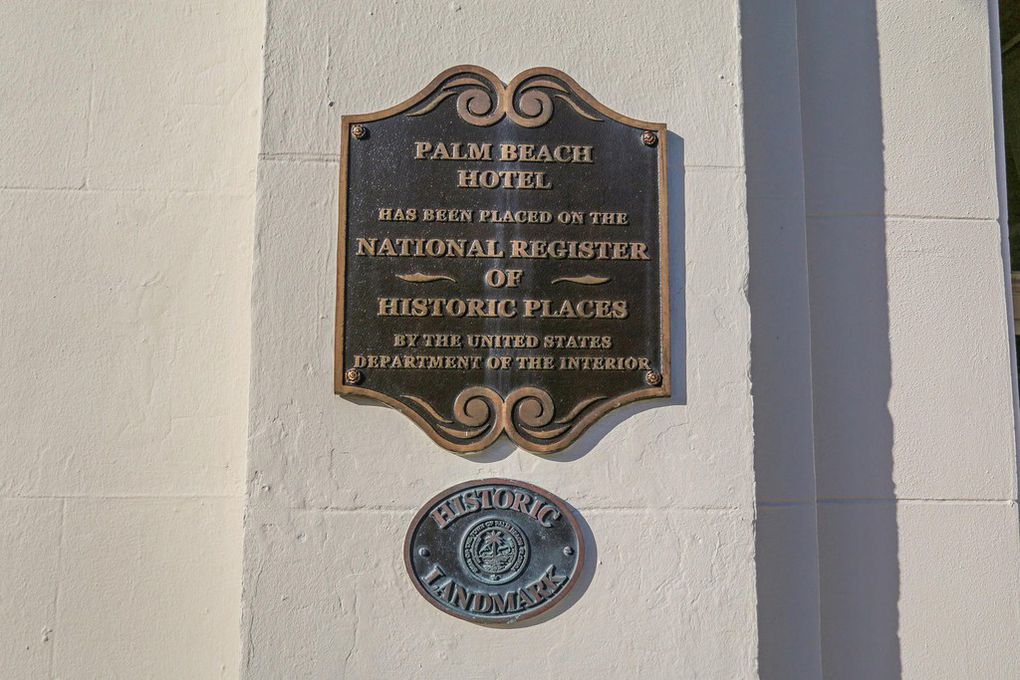 PALM BEACH
HOTEL
HAS BEEN PLACED ON THE
NATIONAL REGISTER
OF
HISTORIC PLACES
BY THE UNITED STATES
DEPARTMENT OF THE INTERIOR
HISTORIC
LANDMARK